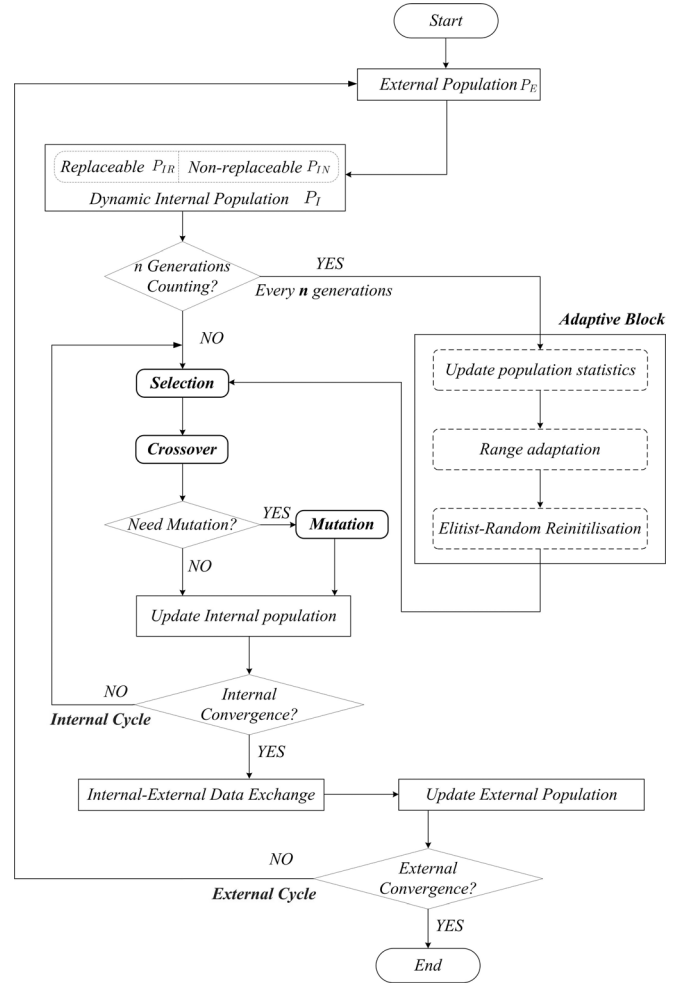 Start
External Population P_E
Replaceable P_IR
Non-replaceable P_IN
Dynamic Internal Population P_I
n Generations
Counting?
YES
Every n generations
Adaptive Block
NO
Update population statistics
Selection
Crossover
Range adaptation
Need Mutation?
YES
Mutation
Elitist-Random Reinitilisation
NO
Update Internal population
NO
Internal
Convergence?
Internal Cycle
YES
Internal-External Data Exchange
Update External Population
NO
External
Convergence?
External Cycle
YES
End